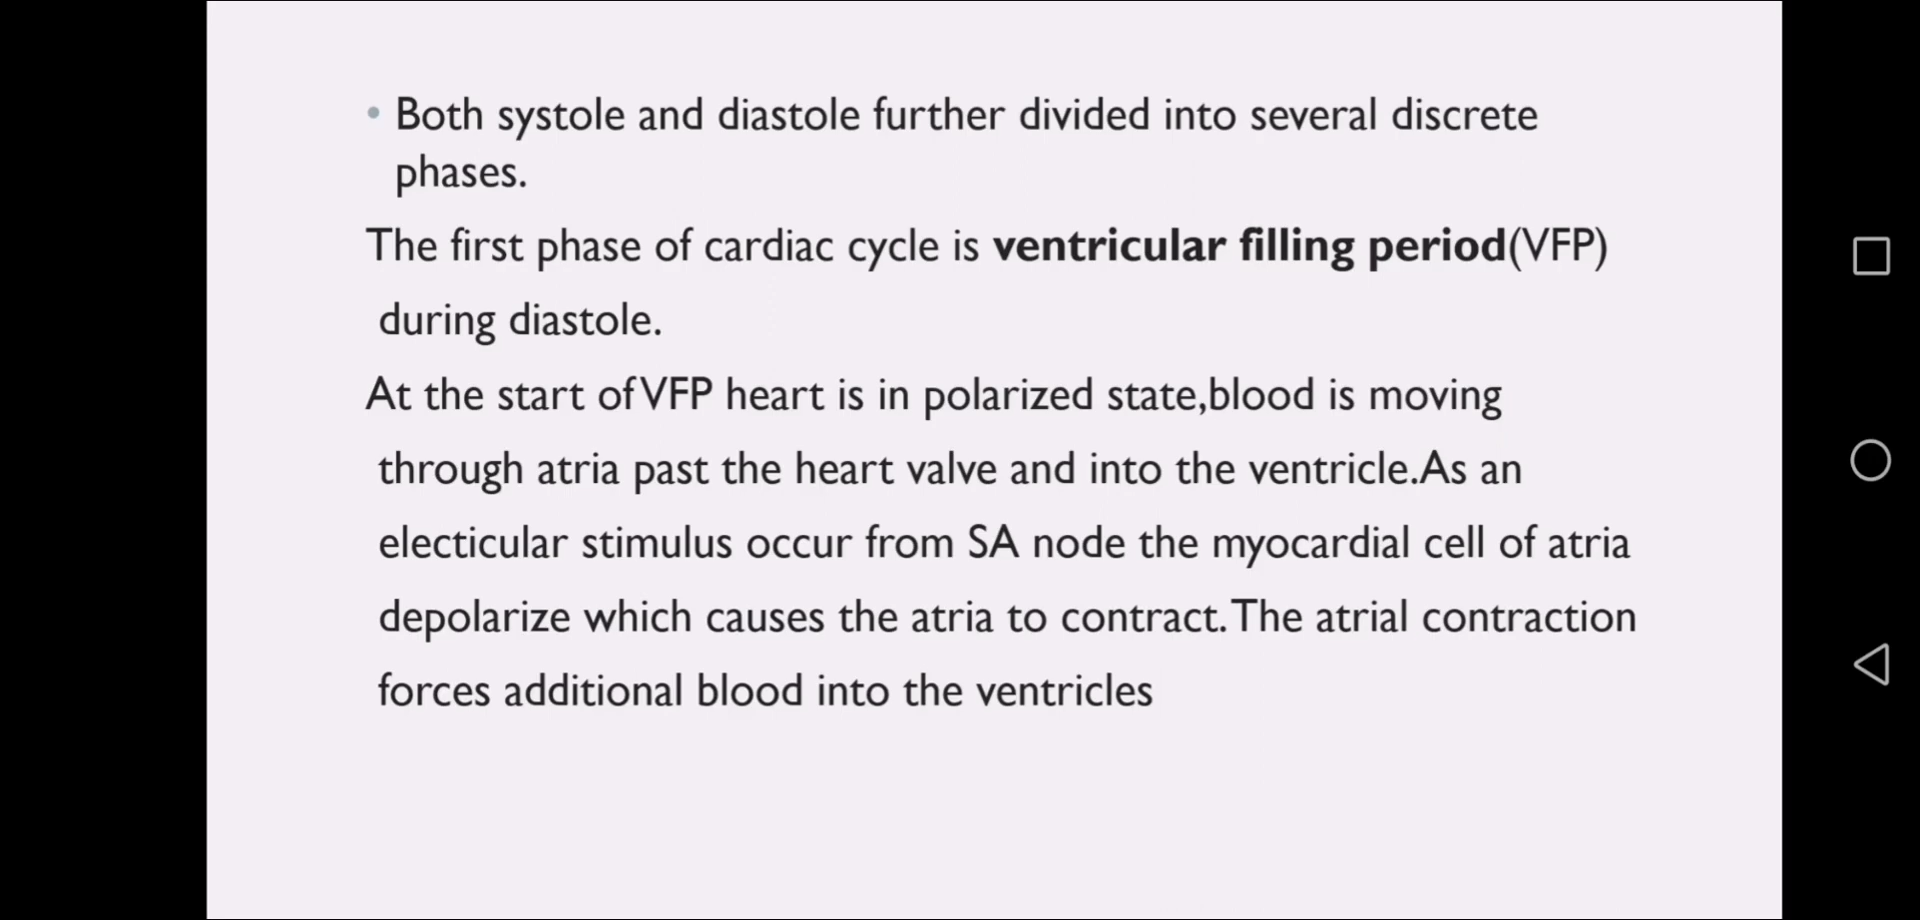 • Both systole and diastole further divided into several discrete
phases.
The first phase of cardiac cycle is ventricular filling period(VFP)
during diastole.
At the start of VFP heart is in polarized state,blood is moving
through atria past the heart valve and into the ventricle.As an
electicular stimulus occur from SA node the myocardial cell of atria
depolarize which causes the atria to contract.The atrial contraction
forces additional blood into the ventricles